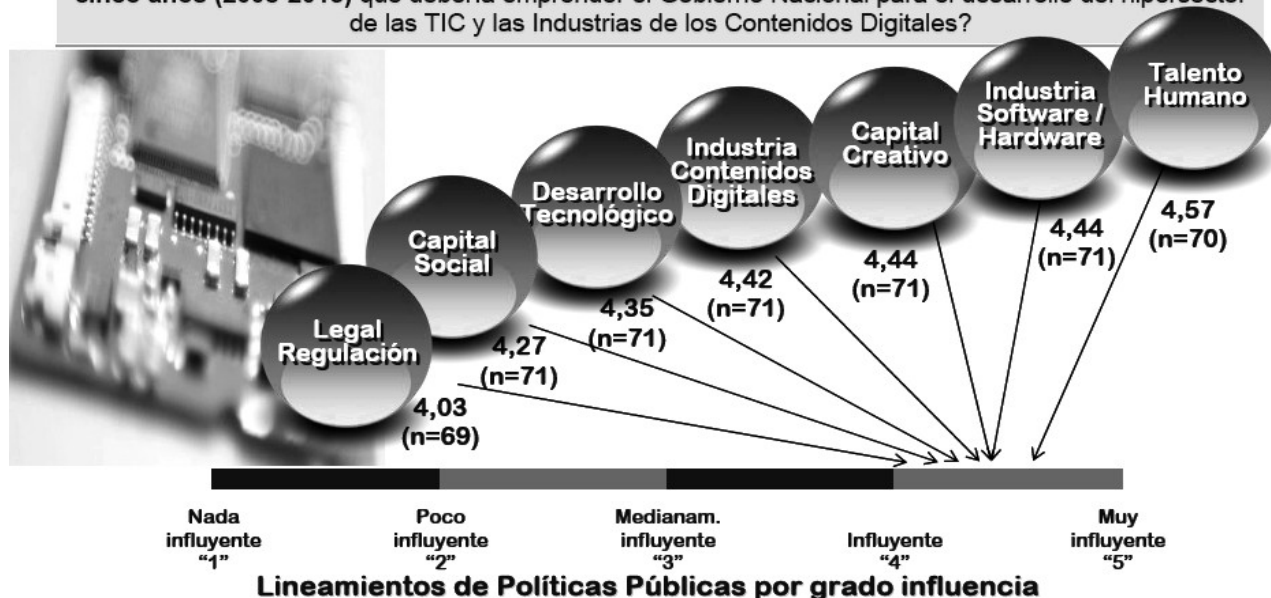 de las TIC y las Industrias de los Contenidos Digitales?
Talento
Humano
4,57
(n=70)
Industria
Software /
Hardware
4,44
(n=71)
Capital
Creativo
4,44
(n=71)
Industria
Contenidos
Digitales
4,42
(n=71)
Desarrollo
Tecnológico
4,35
(n=71)
Capital
Social
4,27
(n=71)
Legal
Regulación
4,03
(n=69)
Nada
influyente
“1”
Poco
influyente
“2”
Medianam.
influyente
“3”
Influyente
“4”
Muy
influyente
“5”
Lineamientos de Políticas Públicas por grado influencia